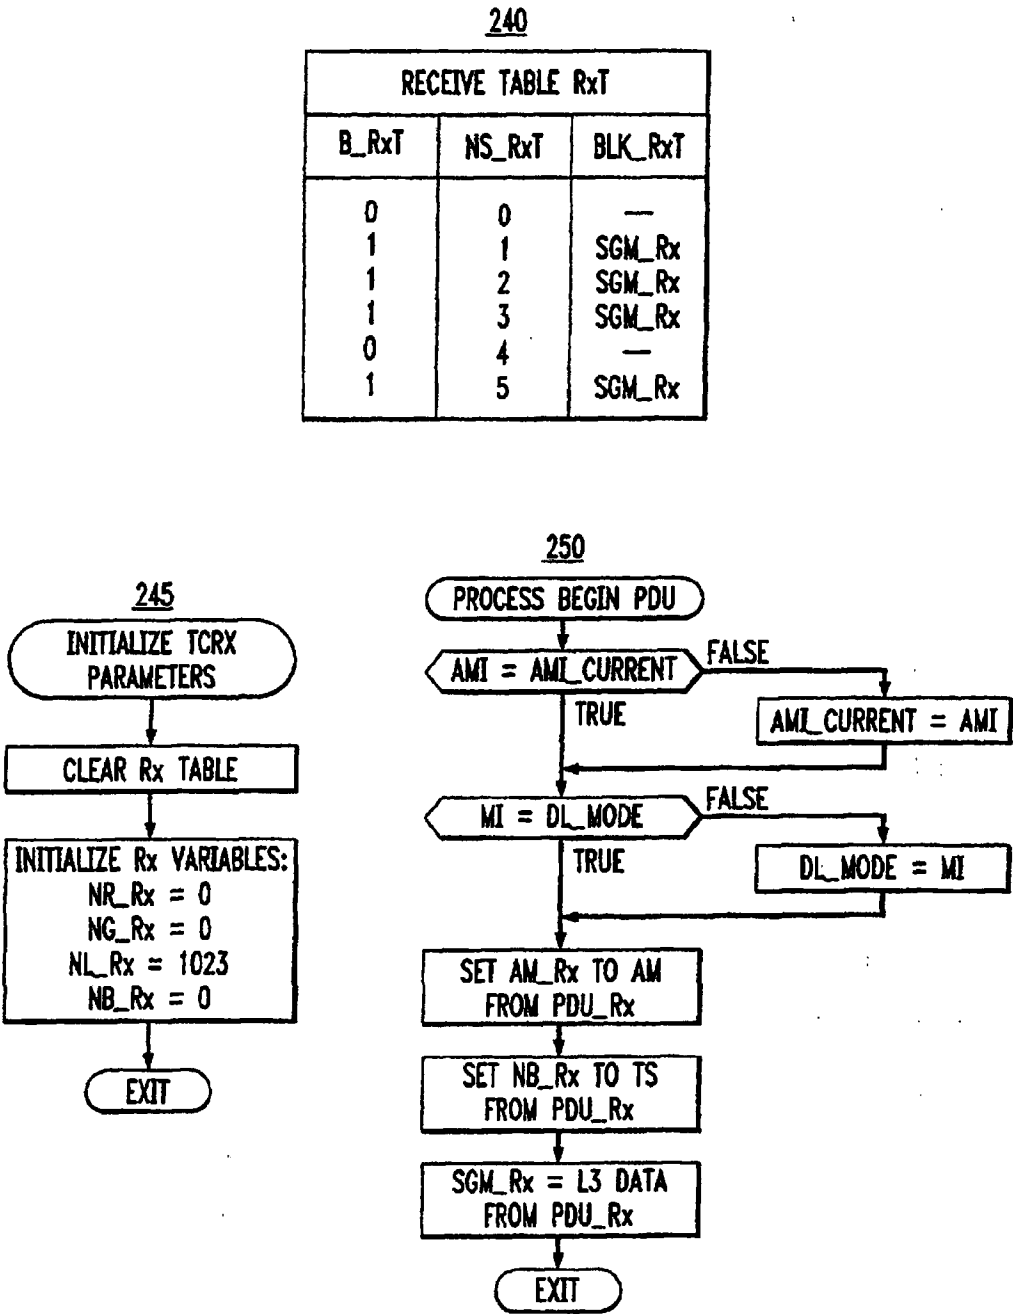 240
RECEIVE TABLE RxT
B_RxT NS_RxT BLK_RxT
0 0 —
1 1 SGM_Rx
1 2 SGM_Rx
1 3 SGM_Rx
0 4 —
1 5 SGM_Rx
245
INITIALIZE TCRX
PARAMETERS
CLEAR Rx TABLE
INITIALIZE Rx VARIABLES:
NR_Rx = 0
NG_Rx = 0
NL_Rx = 1023
NB_Rx = 0
EXIT
250
PROCESS BEGIN PDU
AMI = AMI_CURRENT
FALSE
TRUE
AMI_CURRENT = AMI
MI = DL_MODE
FALSE
TRUE
DL_MODE = MI
SET AM_Rx TO AM
FROM PDU_Rx
SET NB_Rx TO TS
FROM PDU_Rx
SGM_Rx = L3 DATA
FROM PDU_Rx
EXIT